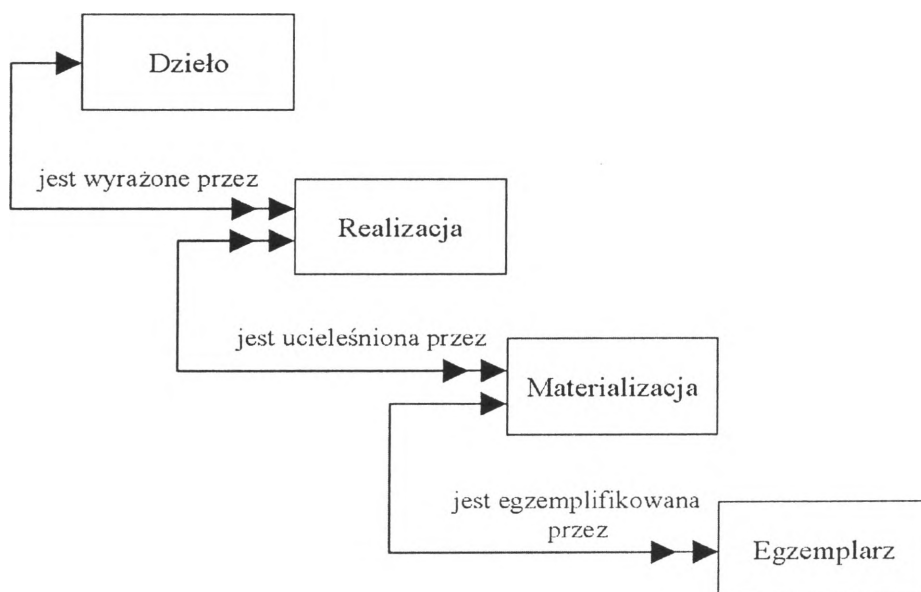 Dzieło
jest wyrażone przez
Realizacja
jest ucieleśniona przez
Materializacja
jest egzemplifikowana
przez
Egzemplarz